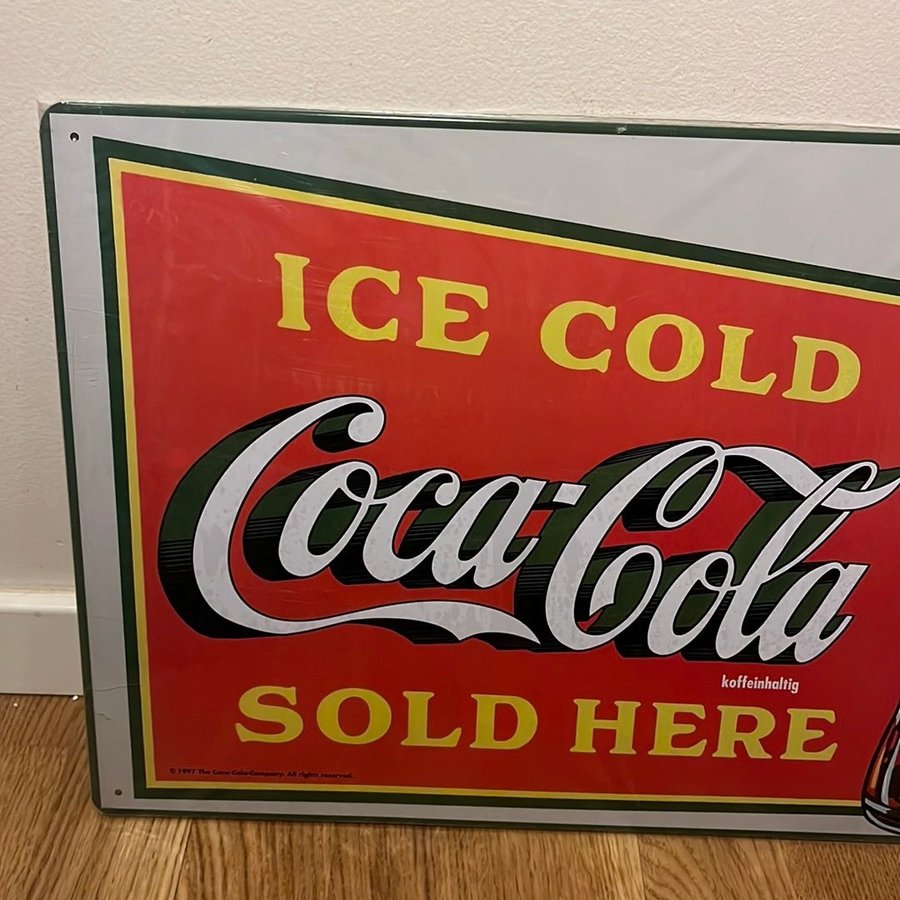 ICE COLD
Coca-Cola
koffeinhaltig
SOLD HERE
© 1997 The Coca-Cola Company. All rights reserved.